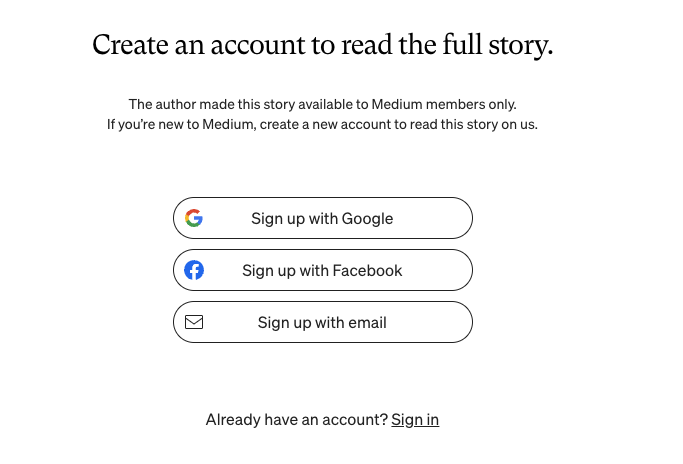 Create an account to read the full story.
The author made this story available to Medium members only.
If you’re new to Medium, create a new account to read this story on us.
Sign up with Google
Sign up with Facebook
Sign up with email
Already have an account? Sign in